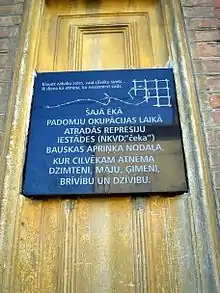 ŠAJĀ ĒKĀ
PADOMJU OKUPĀCIJAS LAIKĀ
ATRADĀS REPRESIJU
IESTĀDES (NKVD,"čeka")
BAUSKAS APRIŅĶA NODAĻA,
KUR CILVĒKAM ATŅĒMA
DZIMTENI, MĀJU, ĢIMENI,
BRĪVĪBU UN DZĪVĪBU.